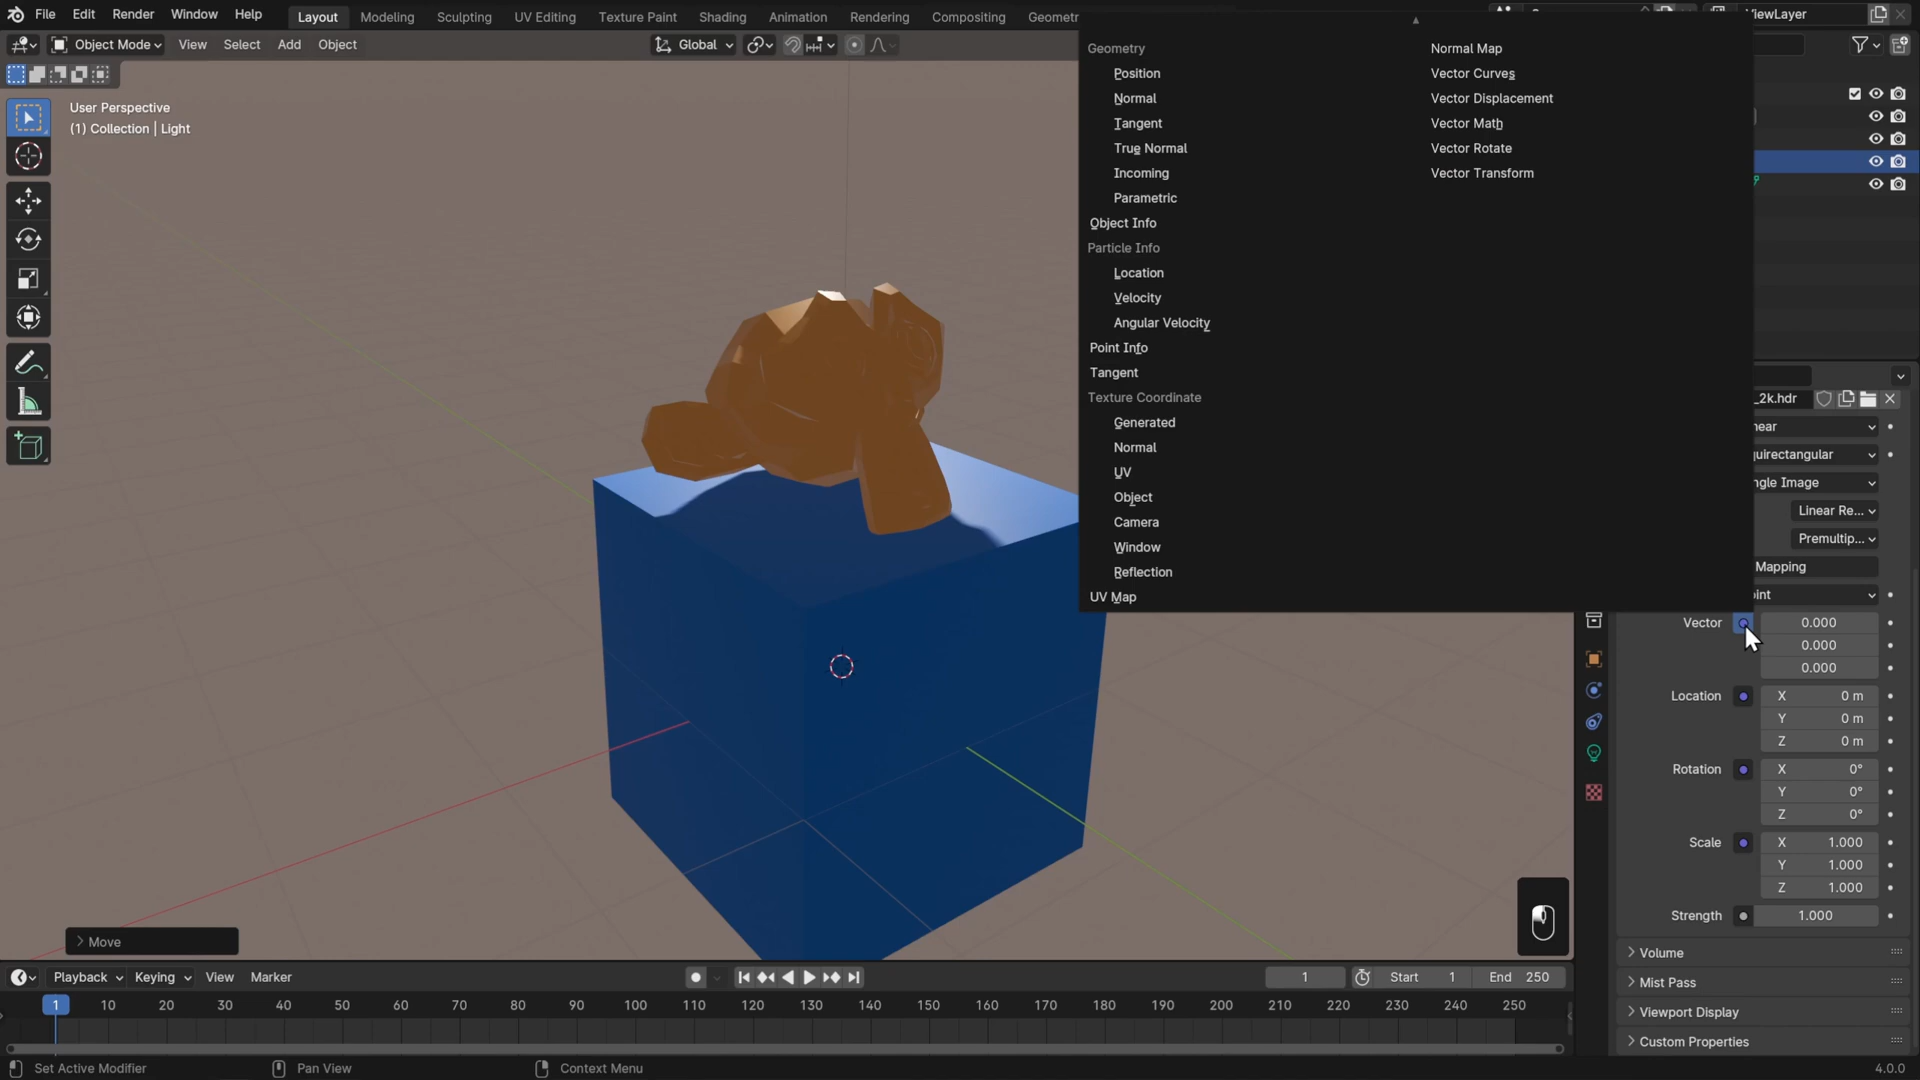 File Edit Render Window Help Layout Modeling Sculpting UV Editing Texture Paint Shading Animation Rendering Compositing Geometr ViewLayer
Object Mode View Select Add Object Global
User Perspective
(1) Collection | Light
Geometry
Position
Normal
Tangent
True Normal
Incoming
Parametric
Object Info
Particle Info
Location
Velocity
Angular Velocity
Point Info
Tangent
Texture Coordinate
Generated
Normal
UV
Object
Camera
Window
Reflection
UV Map
Normal Map
Vector Curves
Vector Displacement
Vector Math
Vector Rotate
Vector Transform
_2k.hdr
near
quirectangular
ngle Image
Linear Re...
Premultip...
Mapping
oint
Vector 0.000
0.000
0.000
Location X 0 m
Y 0 m
Z 0 m
Rotation X 0°
Y 0°
Z 0°
Scale X 1.000
Y 1.000
Z 1.000
Strength 1.000
Volume
Mist Pass
Viewport Display
Custom Properties
Move
Playback Keying View Marker 1 Start 1 End 250
1 10 20 30 40 50 60 70 80 90 100 110 120 130 140 150 160 170 180 190 200 210 220 230 240 250
Set Active Modifier Pan View Context Menu 4.0.0